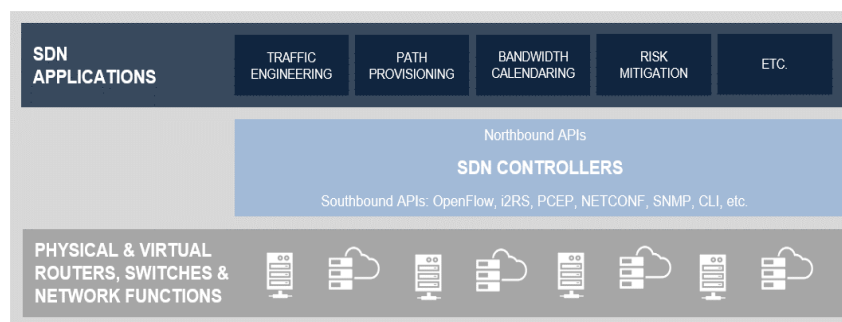 SDN
APPLICATIONS
TRAFFIC
ENGINEERING
PATH
PROVISIONING
BANDWIDTH
CALENDARING
RISK
MITIGATION
ETC.
Northbound APIs
SDN CONTROLLERS
Southbound APIs: OpenFlow, i2RS, PCEP, NETCONF, SNMP, CLI, etc.
PHYSICAL & VIRTUAL
ROUTERS, SWITCHES &
NETWORK FUNCTIONS